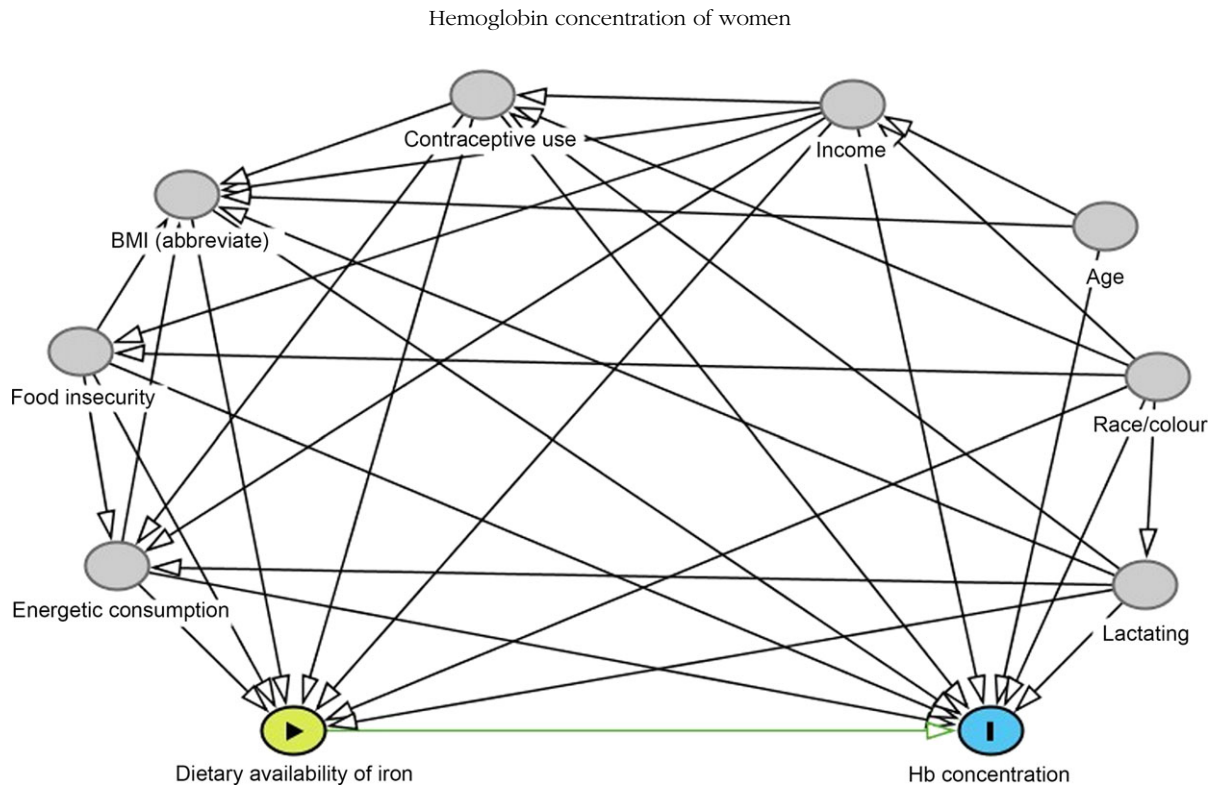 Hemoglobin concentration of women
Contraceptive use
Income
BMI (abbreviate)
Age
Food insecurity
Race/colour
Energetic consumption
Lactating
Dietary availability of iron
Hb concentration